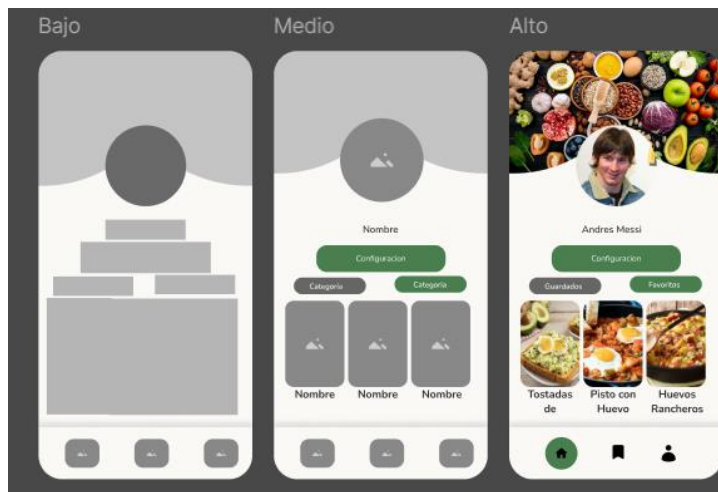 Bajo
Medio
Alto
Nombre
Configuracion
Categoria
Categoria
Nombre
Nombre
Nombre
Andres Messi
Configuracion
Guardados
Favoritos
Tostadas
de
Pisto con
Huevo
Huevos
Rancheros